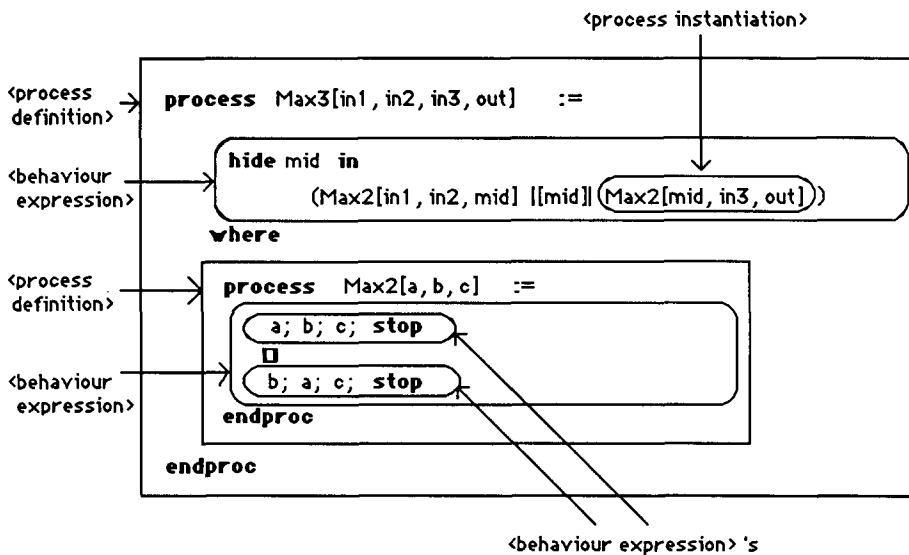 <process instantiation>
<process definition>
process Max3[in1, in2, in3, out] :=
<behaviour expression>
hide mid in
(Max2[in1, in2, mid] |[mid]| Max2[mid, in3, out] )
where
<process definition>
process Max2[a, b, c] :=
a; b; c; stop
[]
<behaviour expression>
b; a; c; stop
endproc
endproc
<behaviour expression> 's